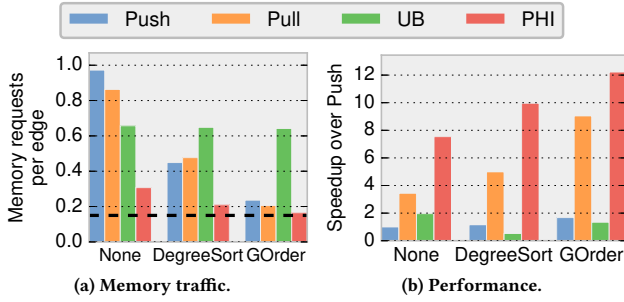 Push Pull UB PHI
Memory requests
per edge
1.0
0.8
0.6
0.4
0.2
0.0
None DegreeSort GOrder
(a) Memory traffic.
Speedup over Push
12
10
8
6
4
2
0
None DegreeSort GOrder
(b) Performance.